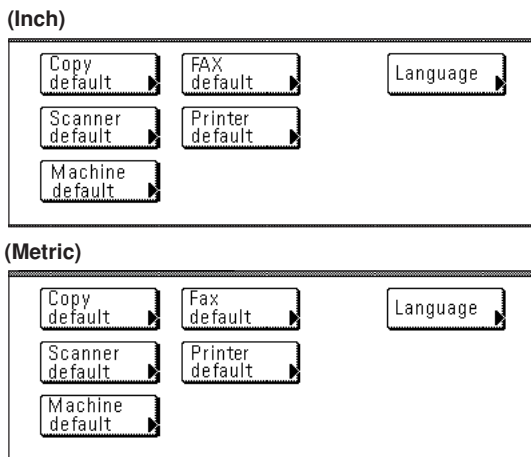 (Inch)
Copy
default
FAX
default
Language
Scanner
default
Printer
default
Machine
default
(Metric)
Copy
default
Fax
default
Language
Scanner
default
Printer
default
Machine
default